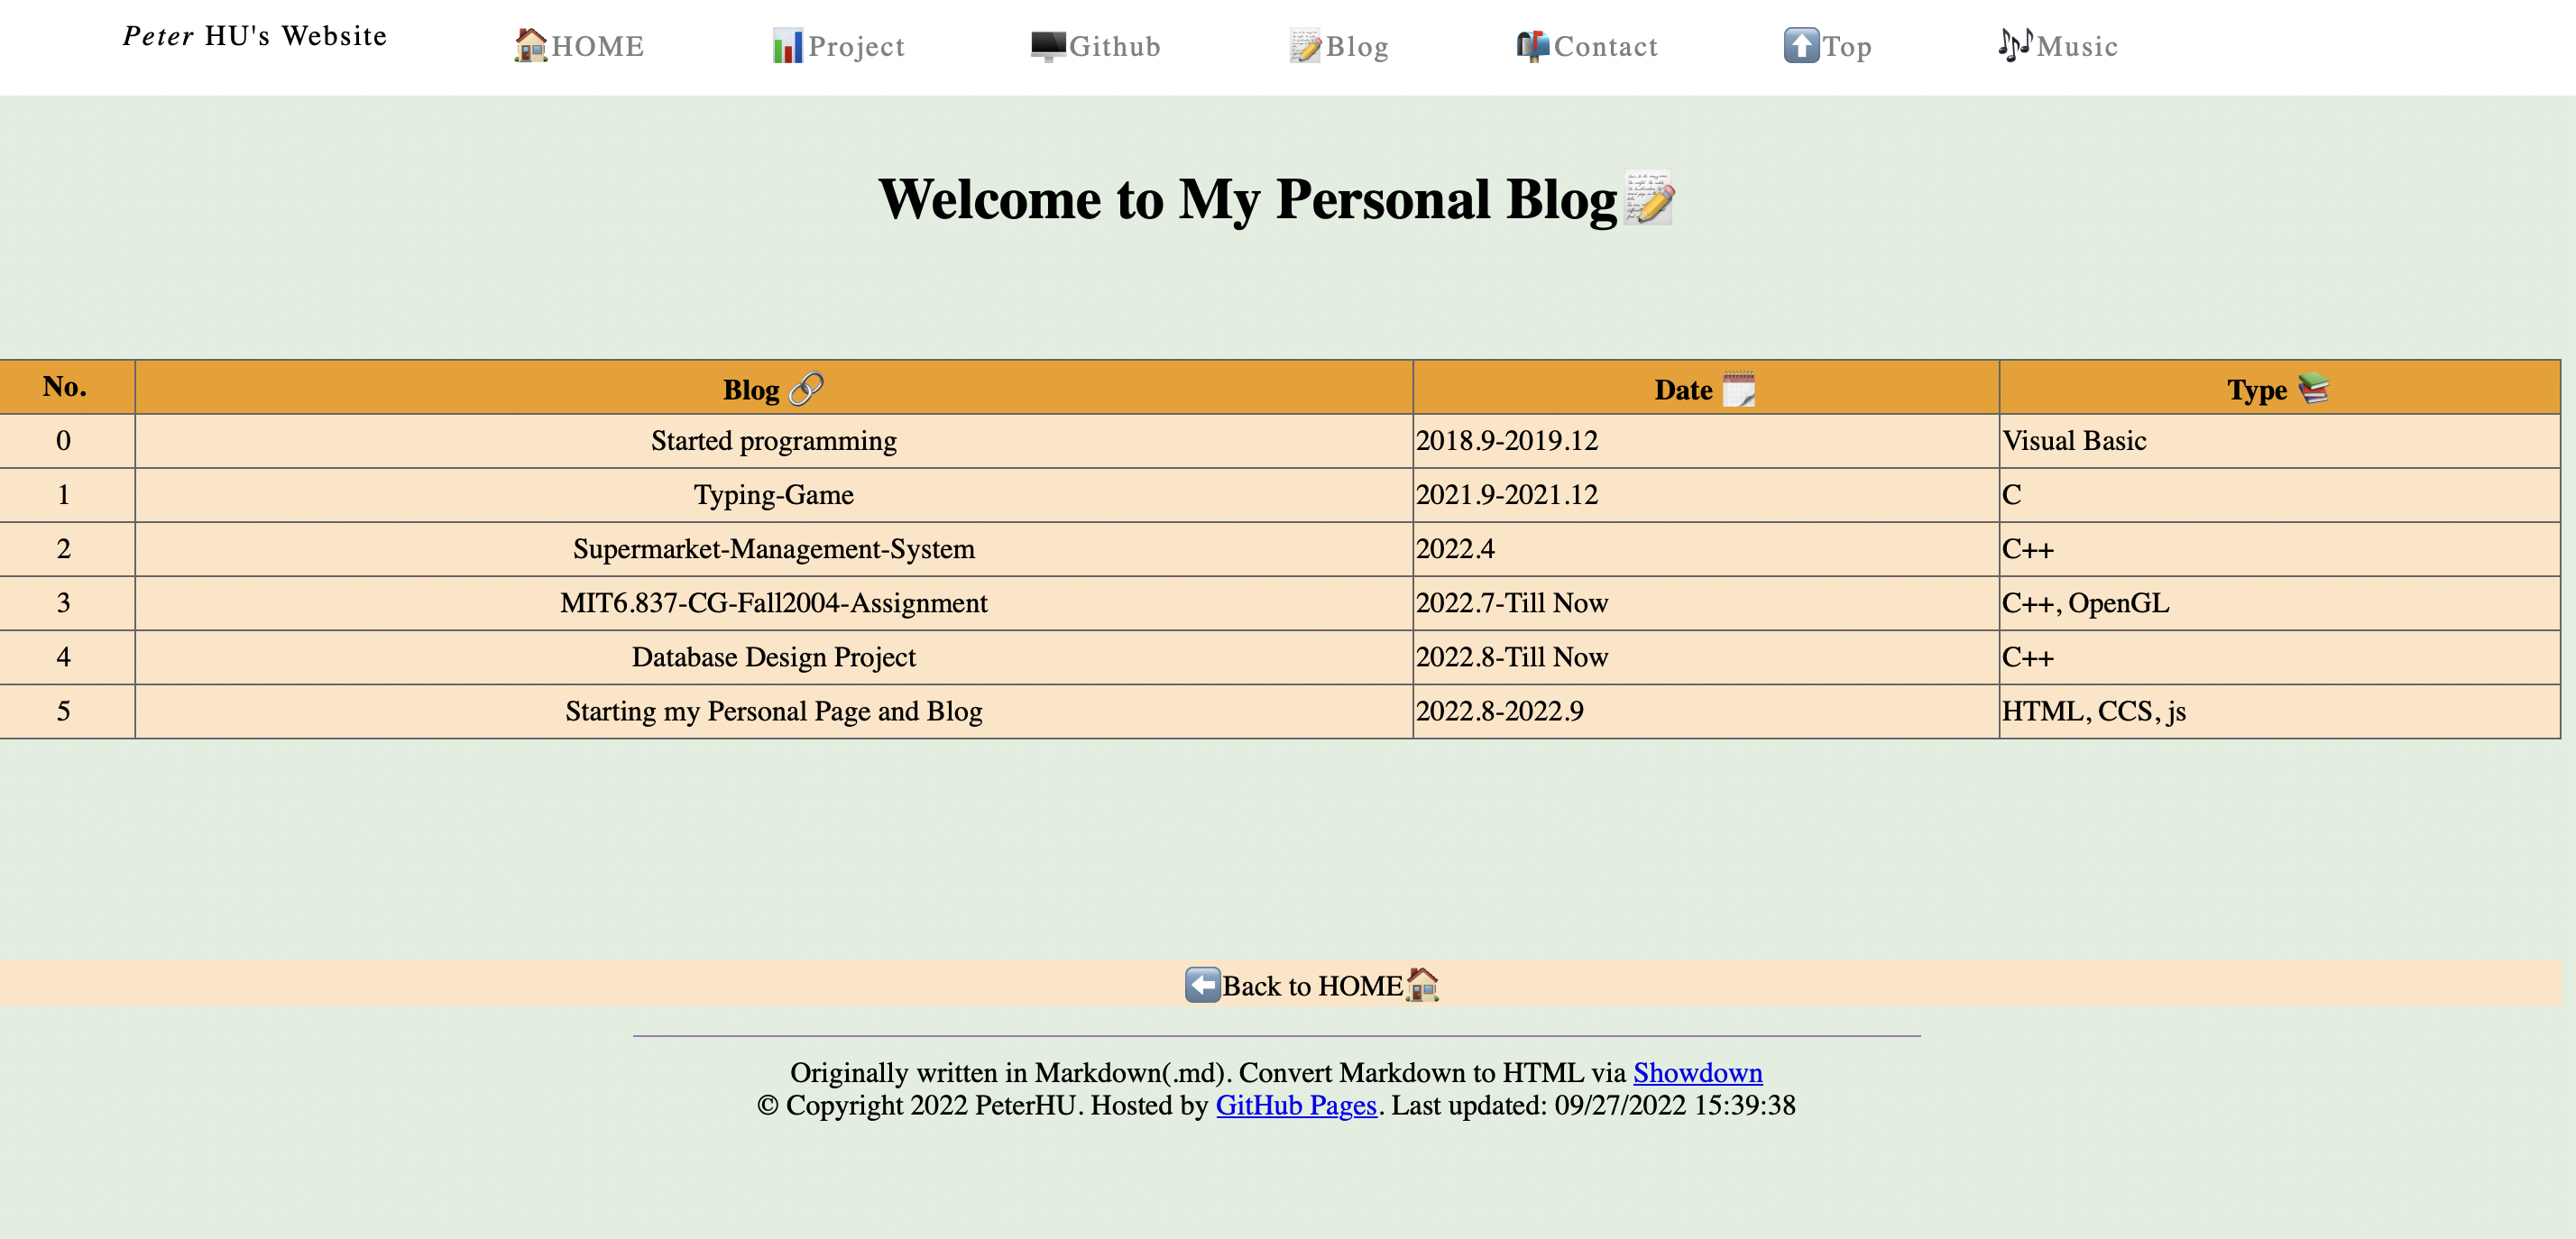 Peter HU's Website 🏠HOME 📊Project 🖥️Github 📝Blog 📬Contact ⬆️Top 🎶Music
Welcome to My Personal Blog📝
No. Blog 🔗 Date 🗓️ Type 📚
0 Started programming 2018.9-2019.12 Visual Basic
1 Typing-Game 2021.9-2021.12 C
2 Supermarket-Management-System 2022.4 C++
3 MIT6.837-CG-Fall2004-Assignment 2022.7-Till Now C++, OpenGL
4 Database Design Project 2022.8-Till Now C++
5 Starting my Personal Page and Blog 2022.8-2022.9 HTML, CCS, js
⬅️Back to HOME🏠
Originally written in Markdown(.md). Convert Markdown to HTML via Showdown
© Copyright 2022 PeterHU. Hosted by GitHub Pages. Last updated: 09/27/2022 15:39:38